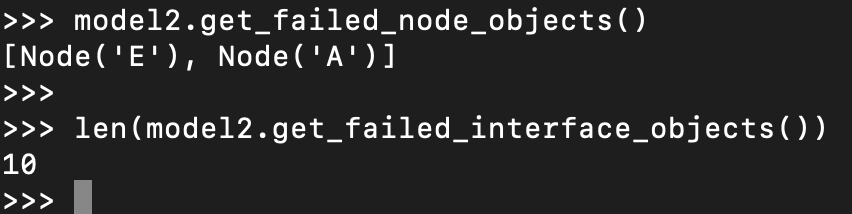 >>> model2.get_failed_node_objects()
[Node('E'), Node('A')]
>>>
>>> len(model2.get_failed_interface_objects())
10
>>>